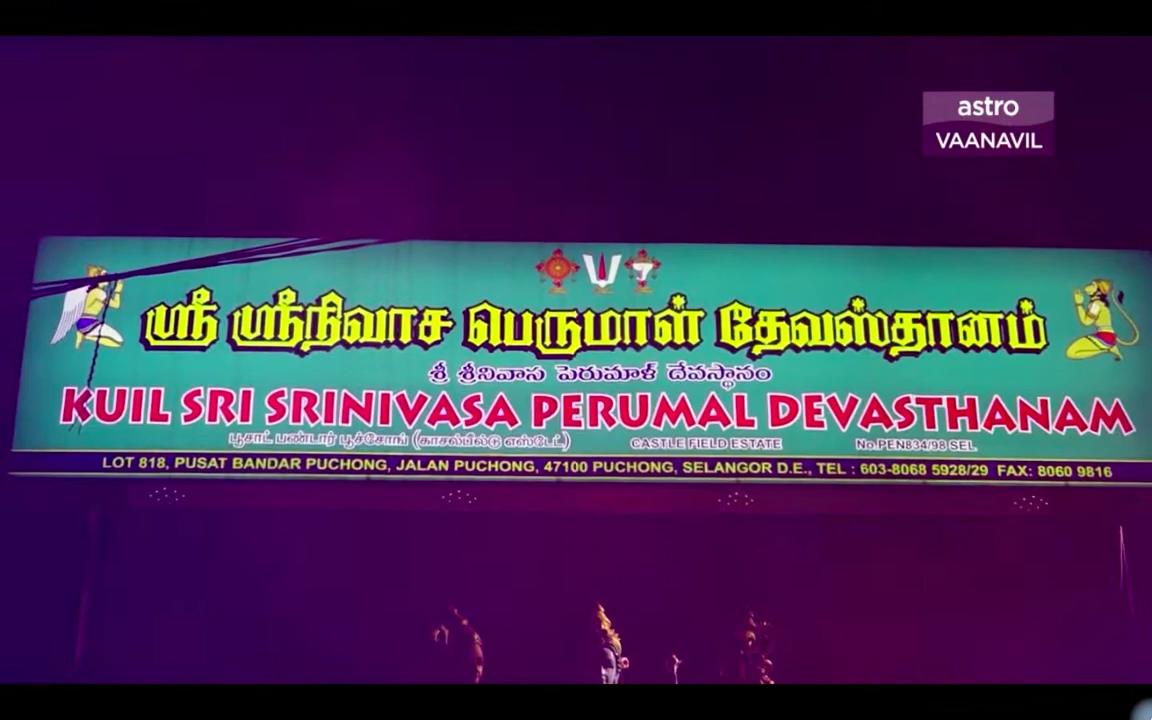 astro
VAANAVIL
ஸ்ரீ ஸ்ரீநிவாச பெருமாள் தேவஸ்தானம்
శ్రీ శ్రీనివాస పెరుమాళ్ దేవస్థానం
KUIL SRI SRINIVASA PERUMAL DEVASTHANAM
பூசாட் பண்டார் பூச்சோங் (காசல்பீல்டு எஸ்டேட்) CASTLE FIELD ESTATE No.PEN834/98 SEL
LOT 818, PUSAT BANDAR PUCHONG, JALAN PUCHONG, 47100 PUCHONG, SELANGOR D.E., TEL : 603-8068 5928/29 FAX: 8060 9816